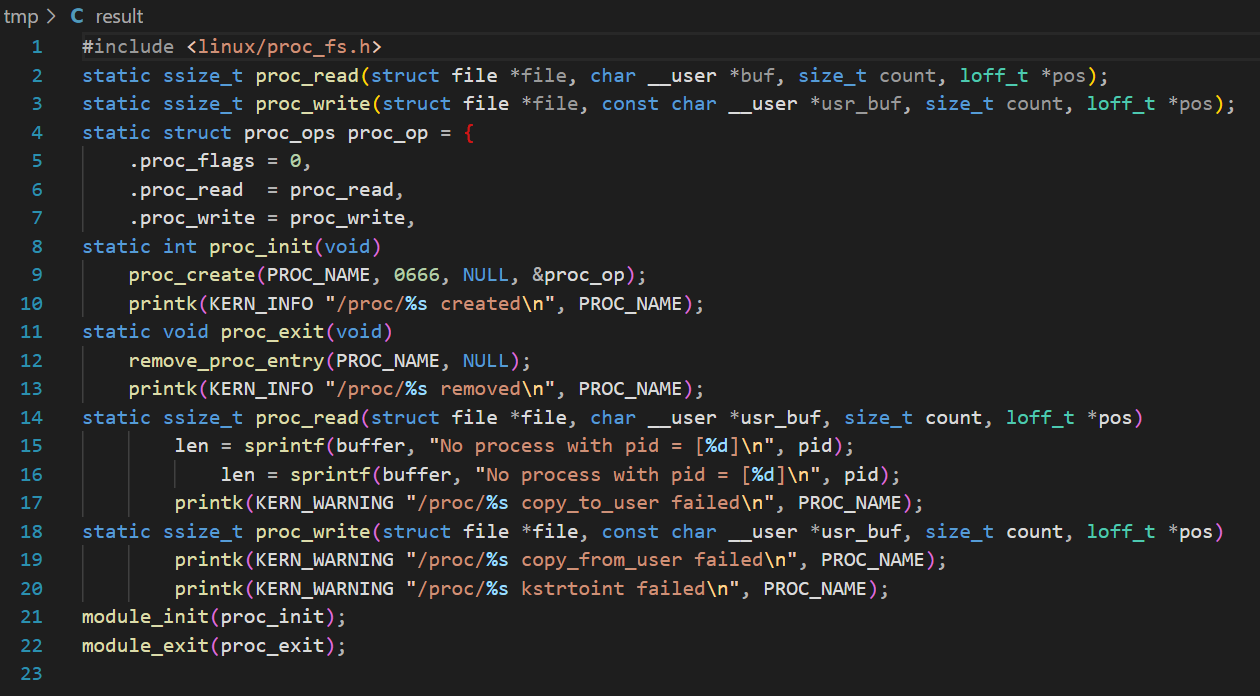 tmp > C result
1 #include <linux/proc_fs.h>
2 static ssize_t proc_read(struct file *file, char __user *buf, size_t count, loff_t *pos);
3 static ssize_t proc_write(struct file *file, const char __user *usr_buf, size_t count, loff_t *pos);
4 static struct proc_ops proc_op = {
5     .proc_flags = 0,
6     .proc_read  = proc_read,
7     .proc_write = proc_write,
8 static int proc_init(void)
9     proc_create(PROC_NAME, 0666, NULL, &proc_op);
10     printk(KERN_INFO "/proc/%s created\n", PROC_NAME);
11 static void proc_exit(void)
12     remove_proc_entry(PROC_NAME, NULL);
13     printk(KERN_INFO "/proc/%s removed\n", PROC_NAME);
14 static ssize_t proc_read(struct file *file, char __user *usr_buf, size_t count, loff_t *pos)
15         len = sprintf(buffer, "No process with pid = [%d]\n", pid);
16             len = sprintf(buffer, "No process with pid = [%d]\n", pid);
17         printk(KERN_WARNING "/proc/%s copy_to_user failed\n", PROC_NAME);
18 static ssize_t proc_write(struct file *file, const char __user *usr_buf, size_t count, loff_t *pos)
19         printk(KERN_WARNING "/proc/%s copy_from_user failed\n", PROC_NAME);
20         printk(KERN_WARNING "/proc/%s kstrtoint failed\n", PROC_NAME);
21 module_init(proc_init);
22 module_exit(proc_exit);
23